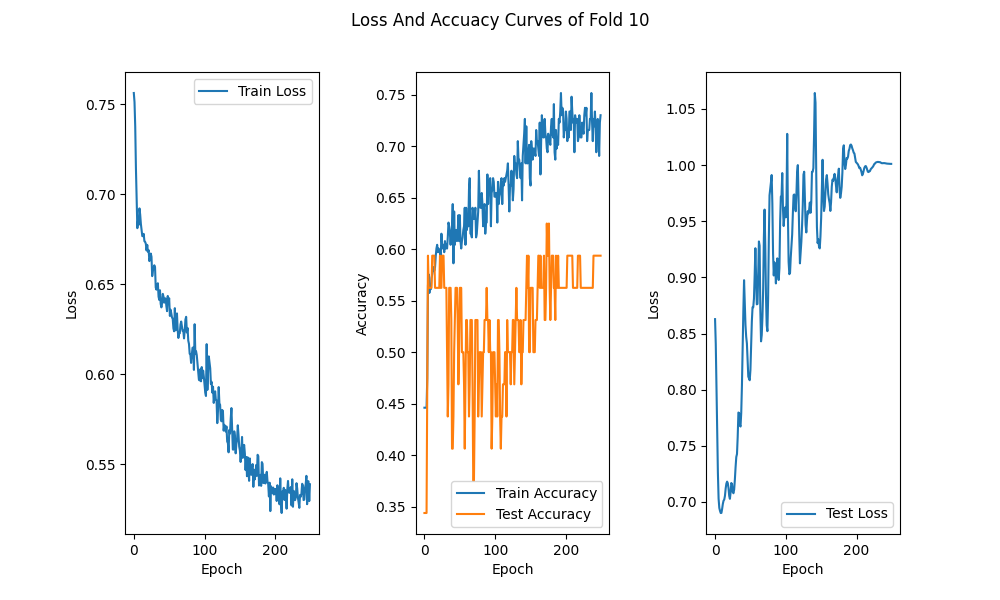 Loss And Accuacy Curves of Fold 10
Train Loss
0.75
0.70
0.65
0.60
0.55
Loss
0 100 200
Epoch
0.75
0.70
0.65
0.60
0.55
0.50
0.45
0.40
0.35
Accuracy
Train Accuracy
Test Accuracy
0 100 200
Epoch
1.05
1.00
0.95
0.90
0.85
0.80
0.75
0.70
Loss
Test Loss
0 100 200
Epoch